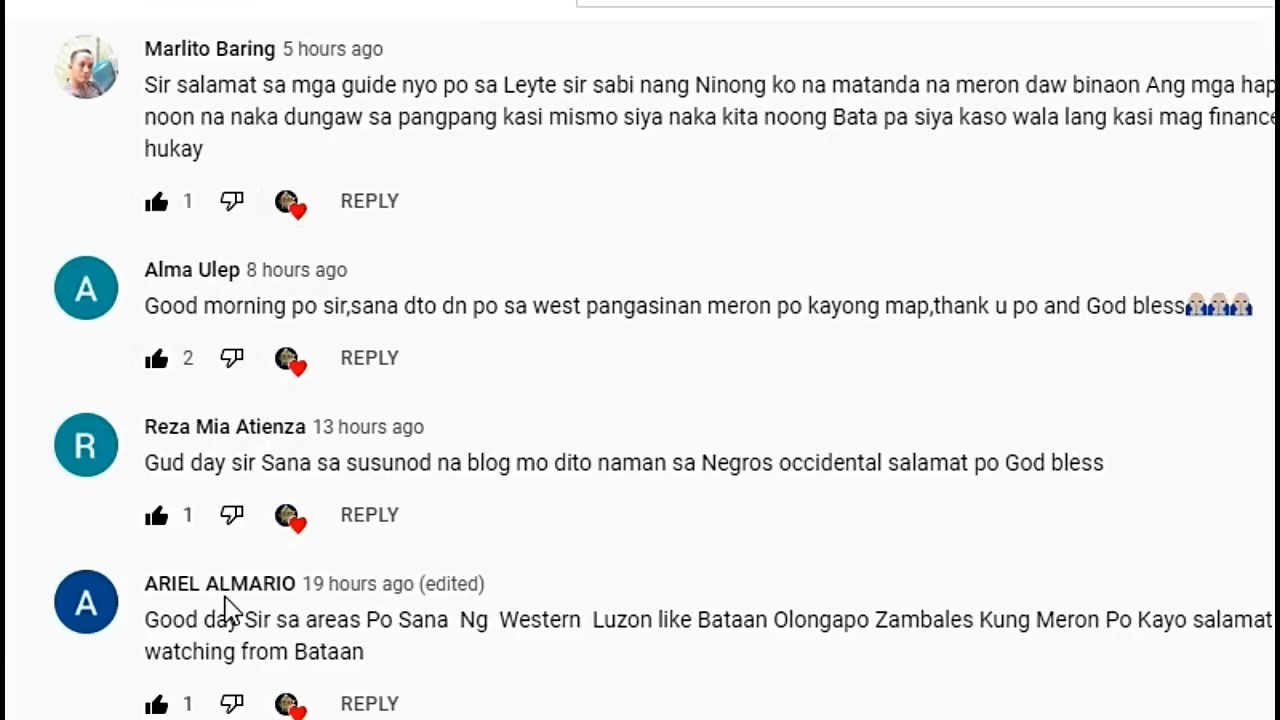 Marlito Baring 5 hours ago
Sir salamat sa mga guide nyo po sa Leyte sir sabi nang Ninong ko na matanda na meron daw binaon Ang mga hap
noon na naka dungaw sa pangpang kasi mismo siya naka kita noong Bata pa siya kaso wala lang kasi mag finance
hukay
1 REPLY
Alma Ulep 8 hours ago
Good morning po sir,sana dto dn po sa west pangasinan meron po kayong map,thank u po and God bless
2 REPLY
Reza Mia Atienza 13 hours ago
Gud day sir Sana sa susunod na blog mo dito naman sa Negros occidental salamat po God bless
1 REPLY
ARIEL ALMARIO 19 hours ago (edited)
Good day Sir sa areas Po Sana Ng Western Luzon like Bataan Olongapo Zambales Kung Meron Po Kayo salamat
watching from Bataan
1 REPLY
A
R
A